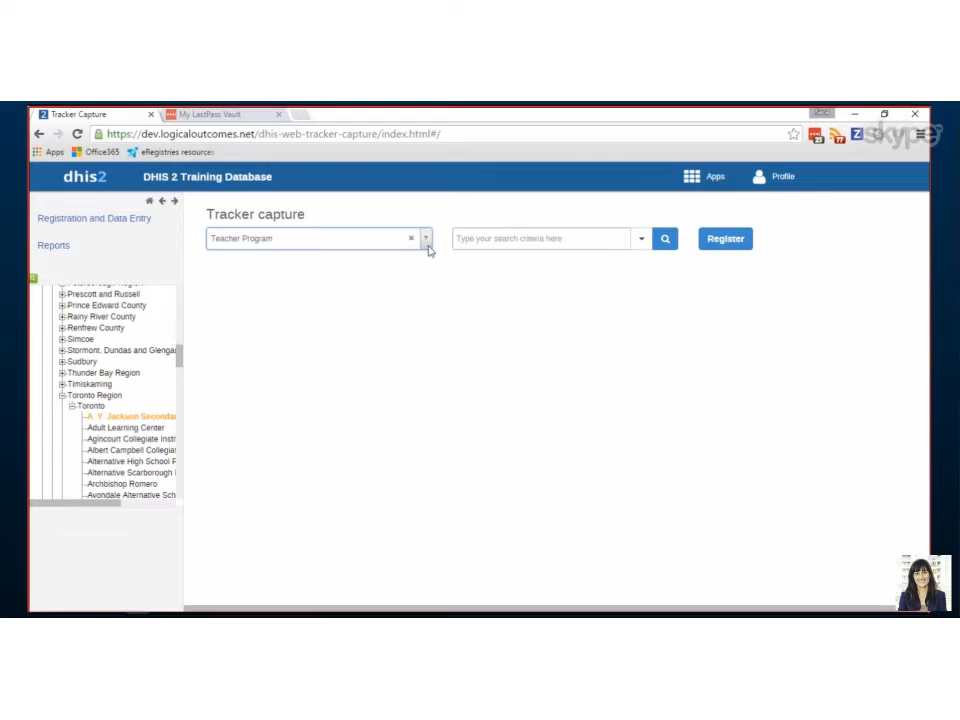 Tracker Capture
My LastPass Vault
https://dev.logicaloutcomes.net/dhis-web-tracker-capture/index.html#/
skype
Apps
Office365
eRegistries resource:
dhis2
DHIS 2 Training Database
Apps
Profile
Registration and Data Entry
Reports
Tracker capture
Teacher Program
Type your search criteria here
Register
Prescott and Russell
Prince Edward County
Rainy River County
Renfrew County
Simcoe
Stormont, Dundas and Glengar
Sudbury
Thunder Bay Region
Timiskaming
Toronto Region
Toronto
A. Y. Jackson Secondar
Adult Learning Center
Agincourt Collegiate Insti
Albert Campbell Collegiat
Alternative High School P
Alternative Scarborough
Archbishop Romero
Avondale Alternative Sch